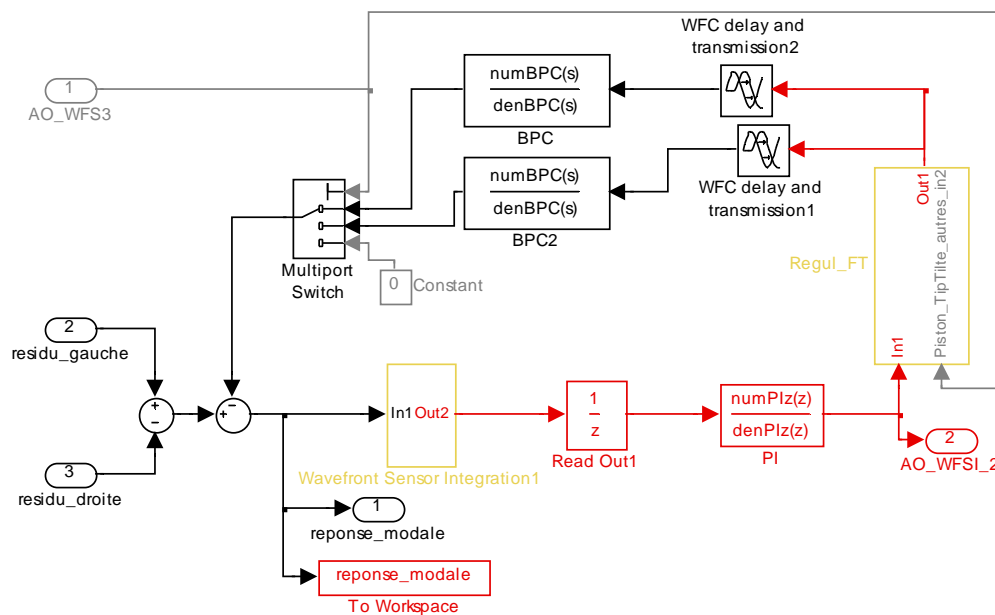 WFC delay and
transmission2
numBPC(s)
denBPC(s)
BPC
1
AO_WFS3
numBPC(s)
denBPC(s)
BPC2
WFC delay and
transmission1
Out1
Piston_TipTilte_autres_in2
In1
Regul_FT
Multiport
Switch
0
Constant
2
residu_gauche
+
−
+
−
3
residu_droite
In1
Out2
Wavefront Sensor Integration1
1
z
Read Out1
numPIz(z)
denPIz(z)
PI
2
AO_WFSI_2
1
reponse_modale
reponse_modale
To Workspace